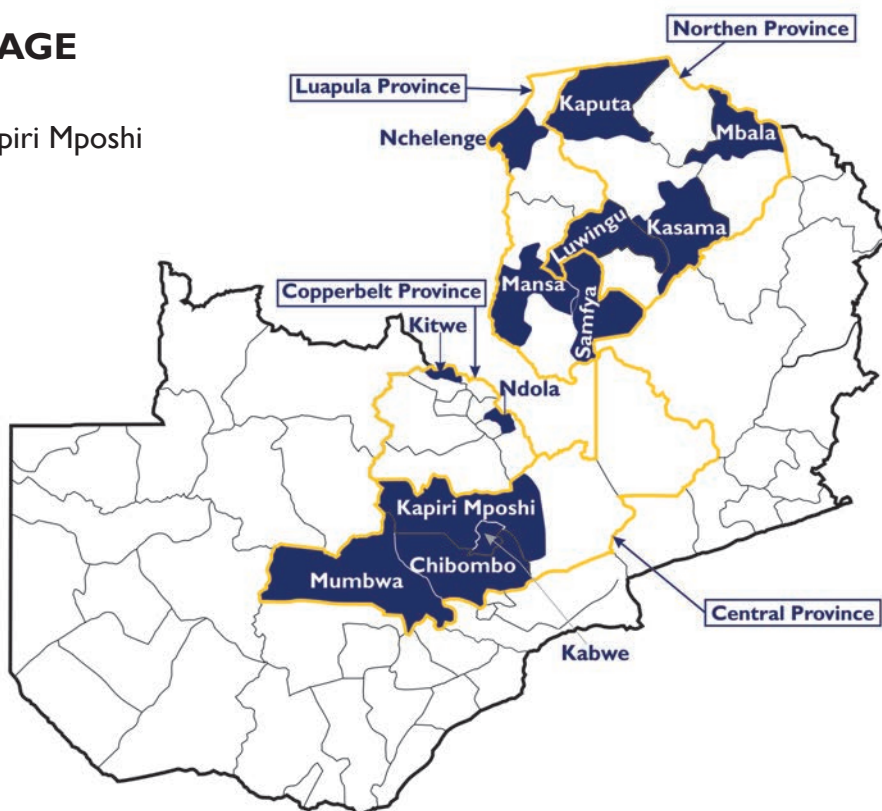 AGE
piri Mposhi
Northen Province
Luapula Province
Kaputa
Nchelenge
Mbala
Luwingu
Kasama
Mansa
Samfya
Copperbelt Province
Kitwe
Ndola
Kapiri Mposhi
Chibombo
Mumbwa
Central Province
Kabwe